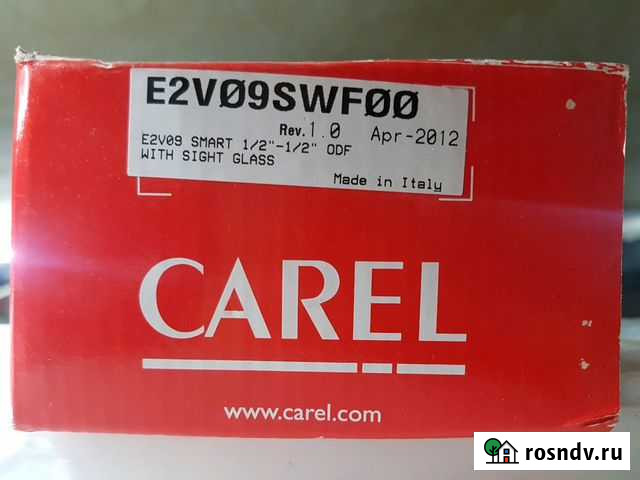 E2VØ9SWFØØ
Rev.1.0 Apr-2012
E2V09 SMART 1/2"-1/2" ODF
WITH SIGHT GLASS
Made in Italy
CAREL
www.carel.com
rosndv.ru